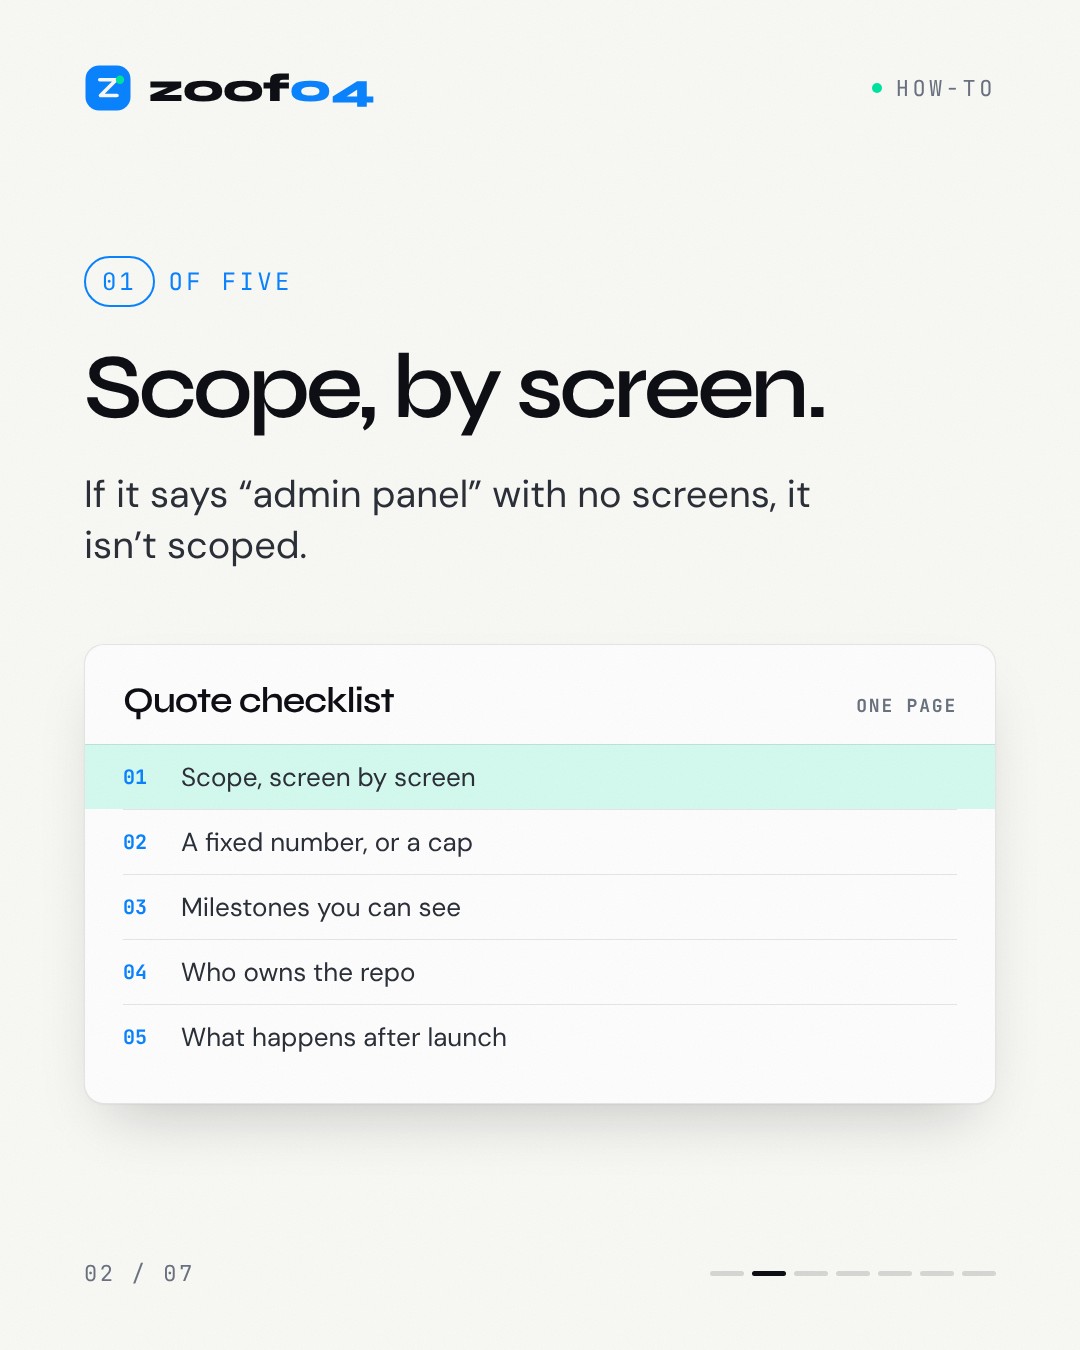 Z zoofo4
HOW-TO
01 OF FIVE
Scope, by screen.
If it says “admin panel” with no screens, it
isn’t scoped.
Quote checklist
ONE PAGE
01 Scope, screen by screen
02 A fixed number, or a cap
03 Milestones you can see
04 Who owns the repo
05 What happens after launch
02 / 07